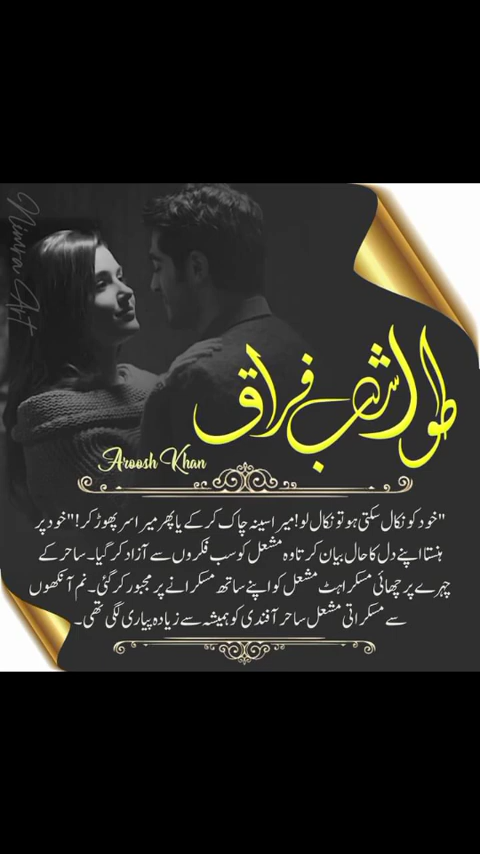 Nimra Art
طول شبِ فراق
Aroosh Khan
"خود کو نکال سکتی ہو تو نکال لو! میرا سینہ چاک کر کے یا پھر میرا سر پھوڑ کر!" خود پر
ہنستا اپنے دل کا حال بیان کرتا وہ مشعل کو سب فکروں سے آزاد کر گیا۔ ساحر کے
چہرے پر چھائی مسکراہٹ مشعل کو اپنے ساتھ مسکرانے پر مجبور کر گئی۔ نم آنکھوں
سے مسکراتی مشعل ساحر آفندی کو ہمیشہ سے زیادہ پیاری لگی تھی۔